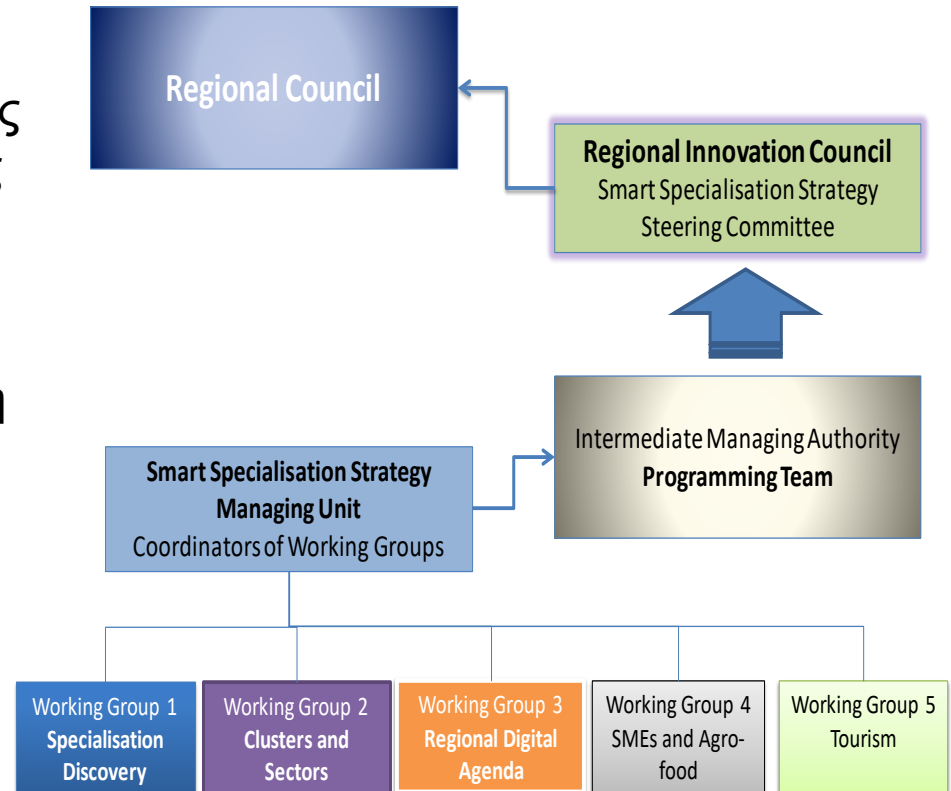 Regional Council
ς
ς
Regional Innovation Council
Smart Specialisation Strategy
Steering Committee
Intermediate Managing Authority
Programming Team
Smart Specialisation Strategy
Managing Unit
Coordinators of Working Groups
Working Group 1
Specialisation
Discovery
Working Group 2
Clusters and
Sectors
Working Group 3
Regional Digital
Agenda
Working Group 4
SMEs and Agro-
food
Working Group 5
Tourism